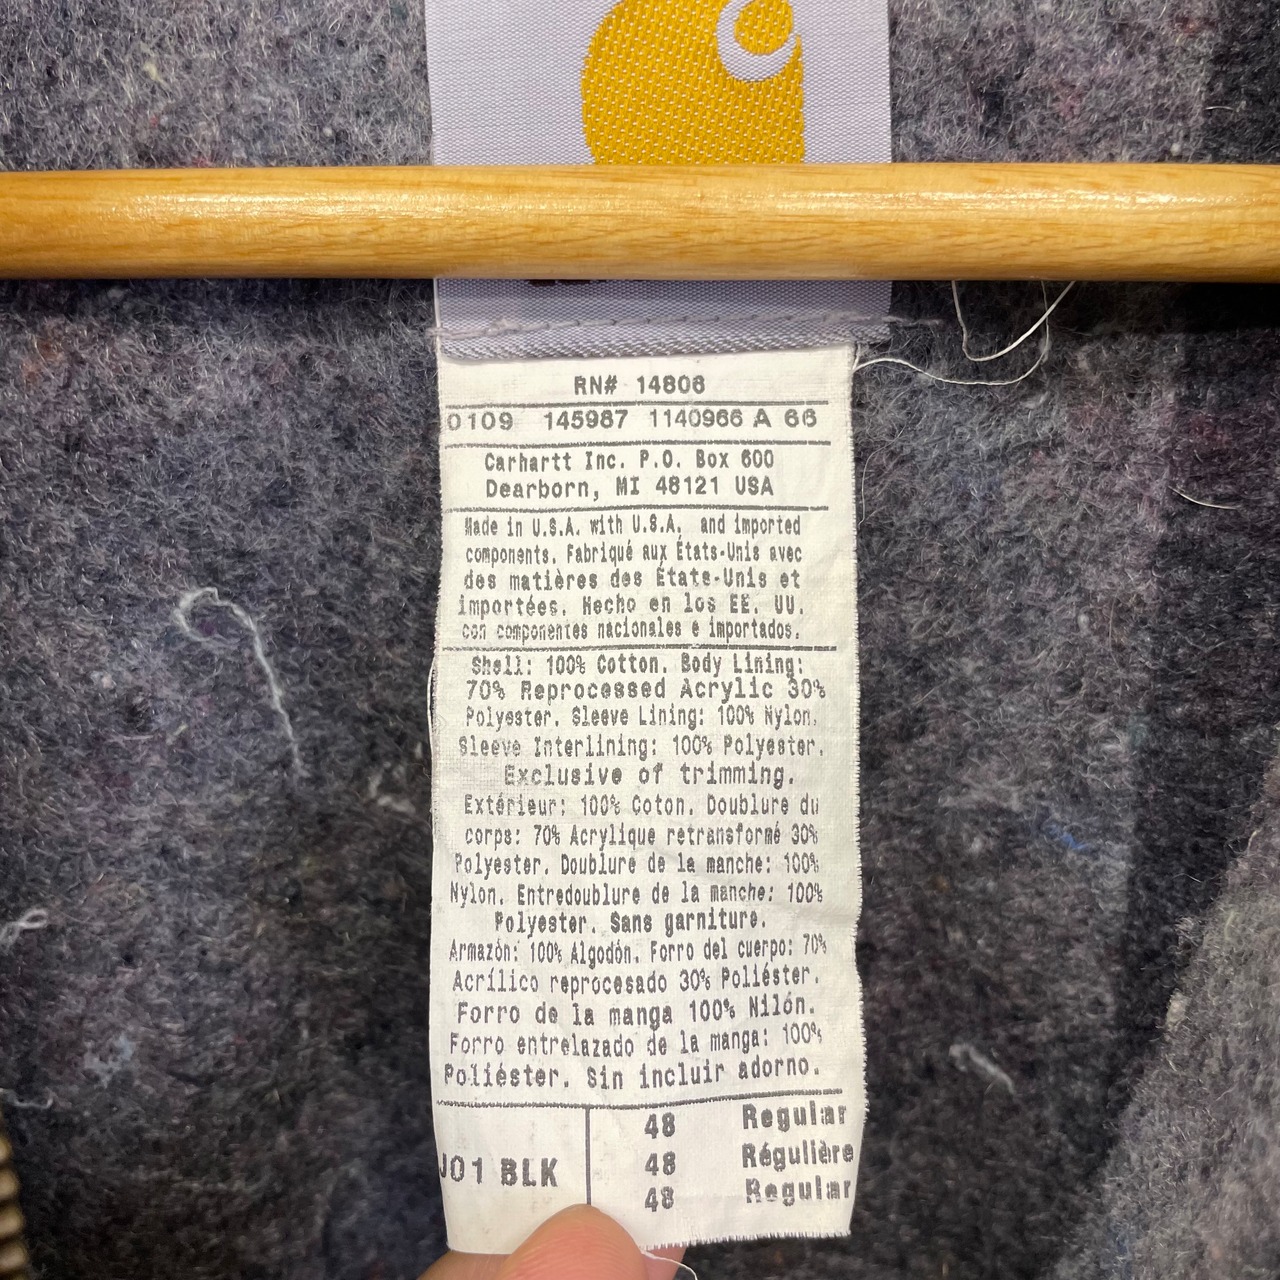 RN# 14806
0109 145987 1140966 A 66
Carhartt Inc. P.O. Box 600
Dearborn, MI 48121 USA
Made in U.S.A. with U.S.A. and imported
components. Fabriqué aux États-Unis avec
des matières des États-Unis et
importées. Hecho en los EE. UU.
con componentes nacionales e importados.
Shell: 100% Cotton. Body Lining:
70% Reprocessed Acrylic 30%
Polyester. Sleeve Lining: 100% Nylon.
Sleeve Interlining: 100% Polyester.
Exclusive of trimming.
Extérieur: 100% Coton. Doublure du
corps: 70% Acrylique retransformé 30%
Polyester. Doublure de la manche: 100%
Nylon. Entredoublure de la manche: 100%
Polyester. Sans garniture.
Armazón: 100% Algodón. Forro del cuerpo: 70%
Acrílico reprocesado 30% Poliéster.
Forro de la manga 100% Nilón.
Forro entrelazado de la manga: 100%
Poliéster. Sin incluir adorno.
J01 BLK
48 Regular
48 Régulière
48 Regular